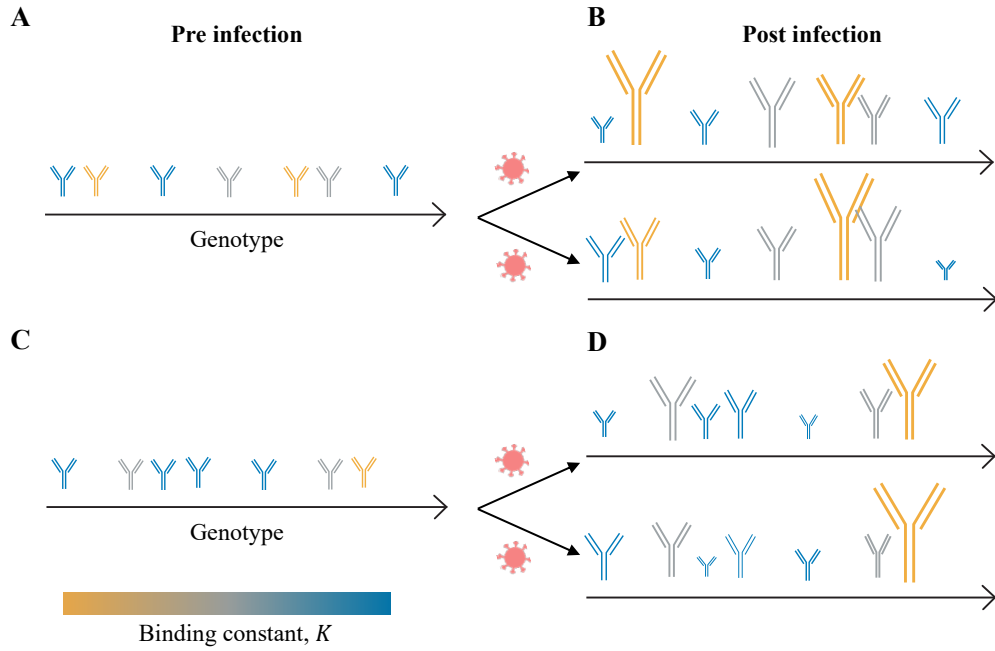 A
Pre infection
B
Post infection
Genotype
C
D
Genotype
Binding constant, K